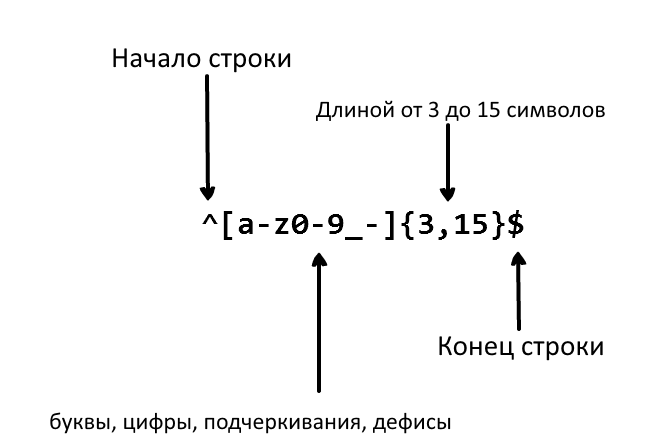 Начало строки
Длиной от 3 до 15 символов
^[a-z0-9_-]{3,15}$
Конец строки
буквы, цифры, подчеркивания, дефисы